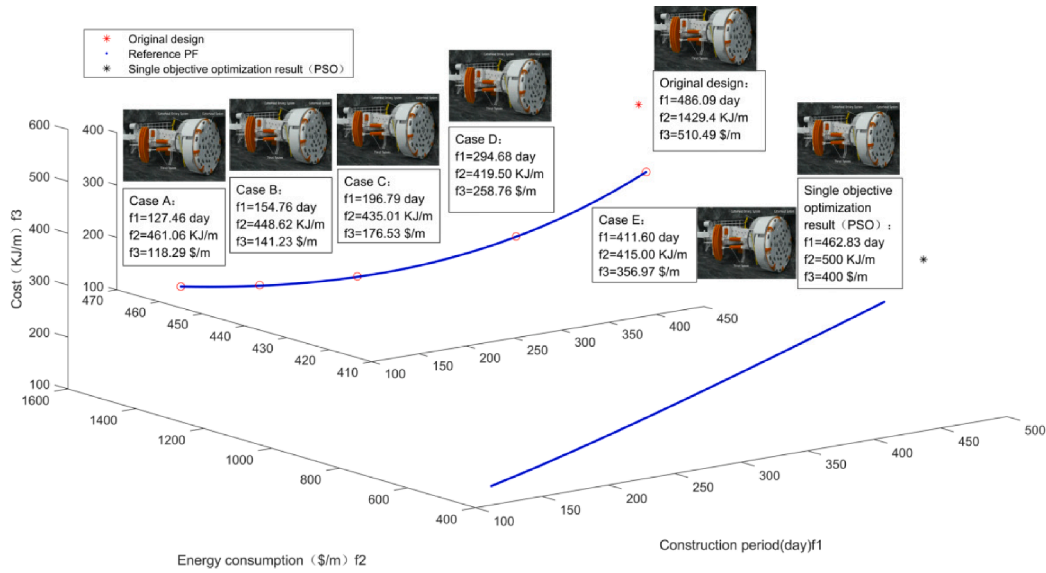 Original design
Reference PF
Single objective optimization result（PSO）
Original design：
f1=486.09 day
f2=1429.4 KJ/m
f3=510.49 $/m
Case D：
f1=294.68 day
f2=419.50 KJ/m
f3=258.76 $/m
Case A：
f1=127.46 day
f2=461.06 KJ/m
f3=118.29 $/m
Case B：
f1=154.76 day
f2=448.62 KJ/m
f3=141.23 $/m
Case C：
f1=196.79 day
f2=435.01 KJ/m
f3=176.53 $/m
Case E：
f1=411.60 day
f2=415.00 KJ/m
f3=356.97 $/m
Single objective
optimization
result（PSO）：
f1=462.83 day
f2=500 KJ/m
f3=400 $/m
600
500
400
300
200
100
400
300
200
100
470
460
450
440
430
420
410
100
150
200
250
300
350
400
450
1600
1400
1200
1000
800
600
400
100
150
200
250
300
350
400
450
500
Cost（KJ/m）f3
Energy consumption（$/m）f2
Construction period(day)f1